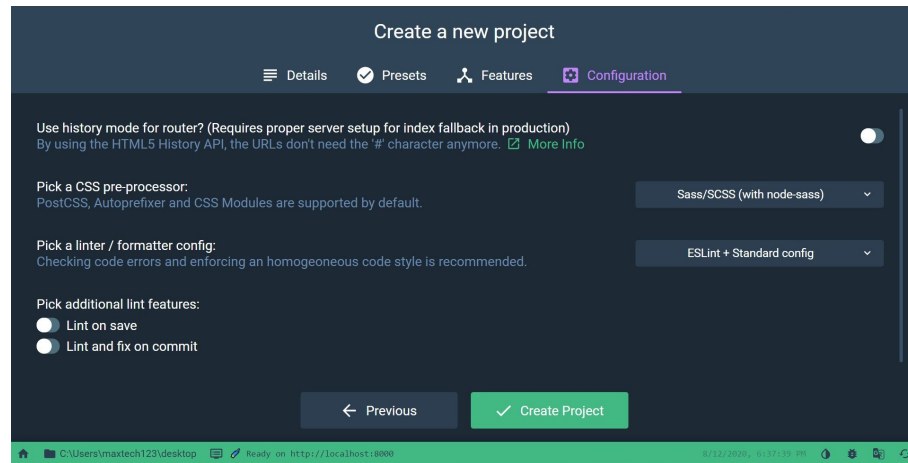 Create a new project
Details Presets Features Configuration
Use history mode for router? (Requires proper server setup for index fallback in production)
By using the HTML5 History API, the URLs don't need the '#' character anymore. More Info
Pick a CSS pre-processor:
PostCSS, Autoprefixer and CSS Modules are supported by default.
Sass/SCSS (with node-sass)
Pick a linter / formatter config:
Checking code errors and enforcing an homogeoneous code style is recommended.
ESLint + Standard config
Pick additional lint features:
Lint on save
Lint and fix on commit
Previous Create Project
C:\Users\maxtech123\desktop Ready on http://localhost:8000 8/12/2020, 6:37:39 PM